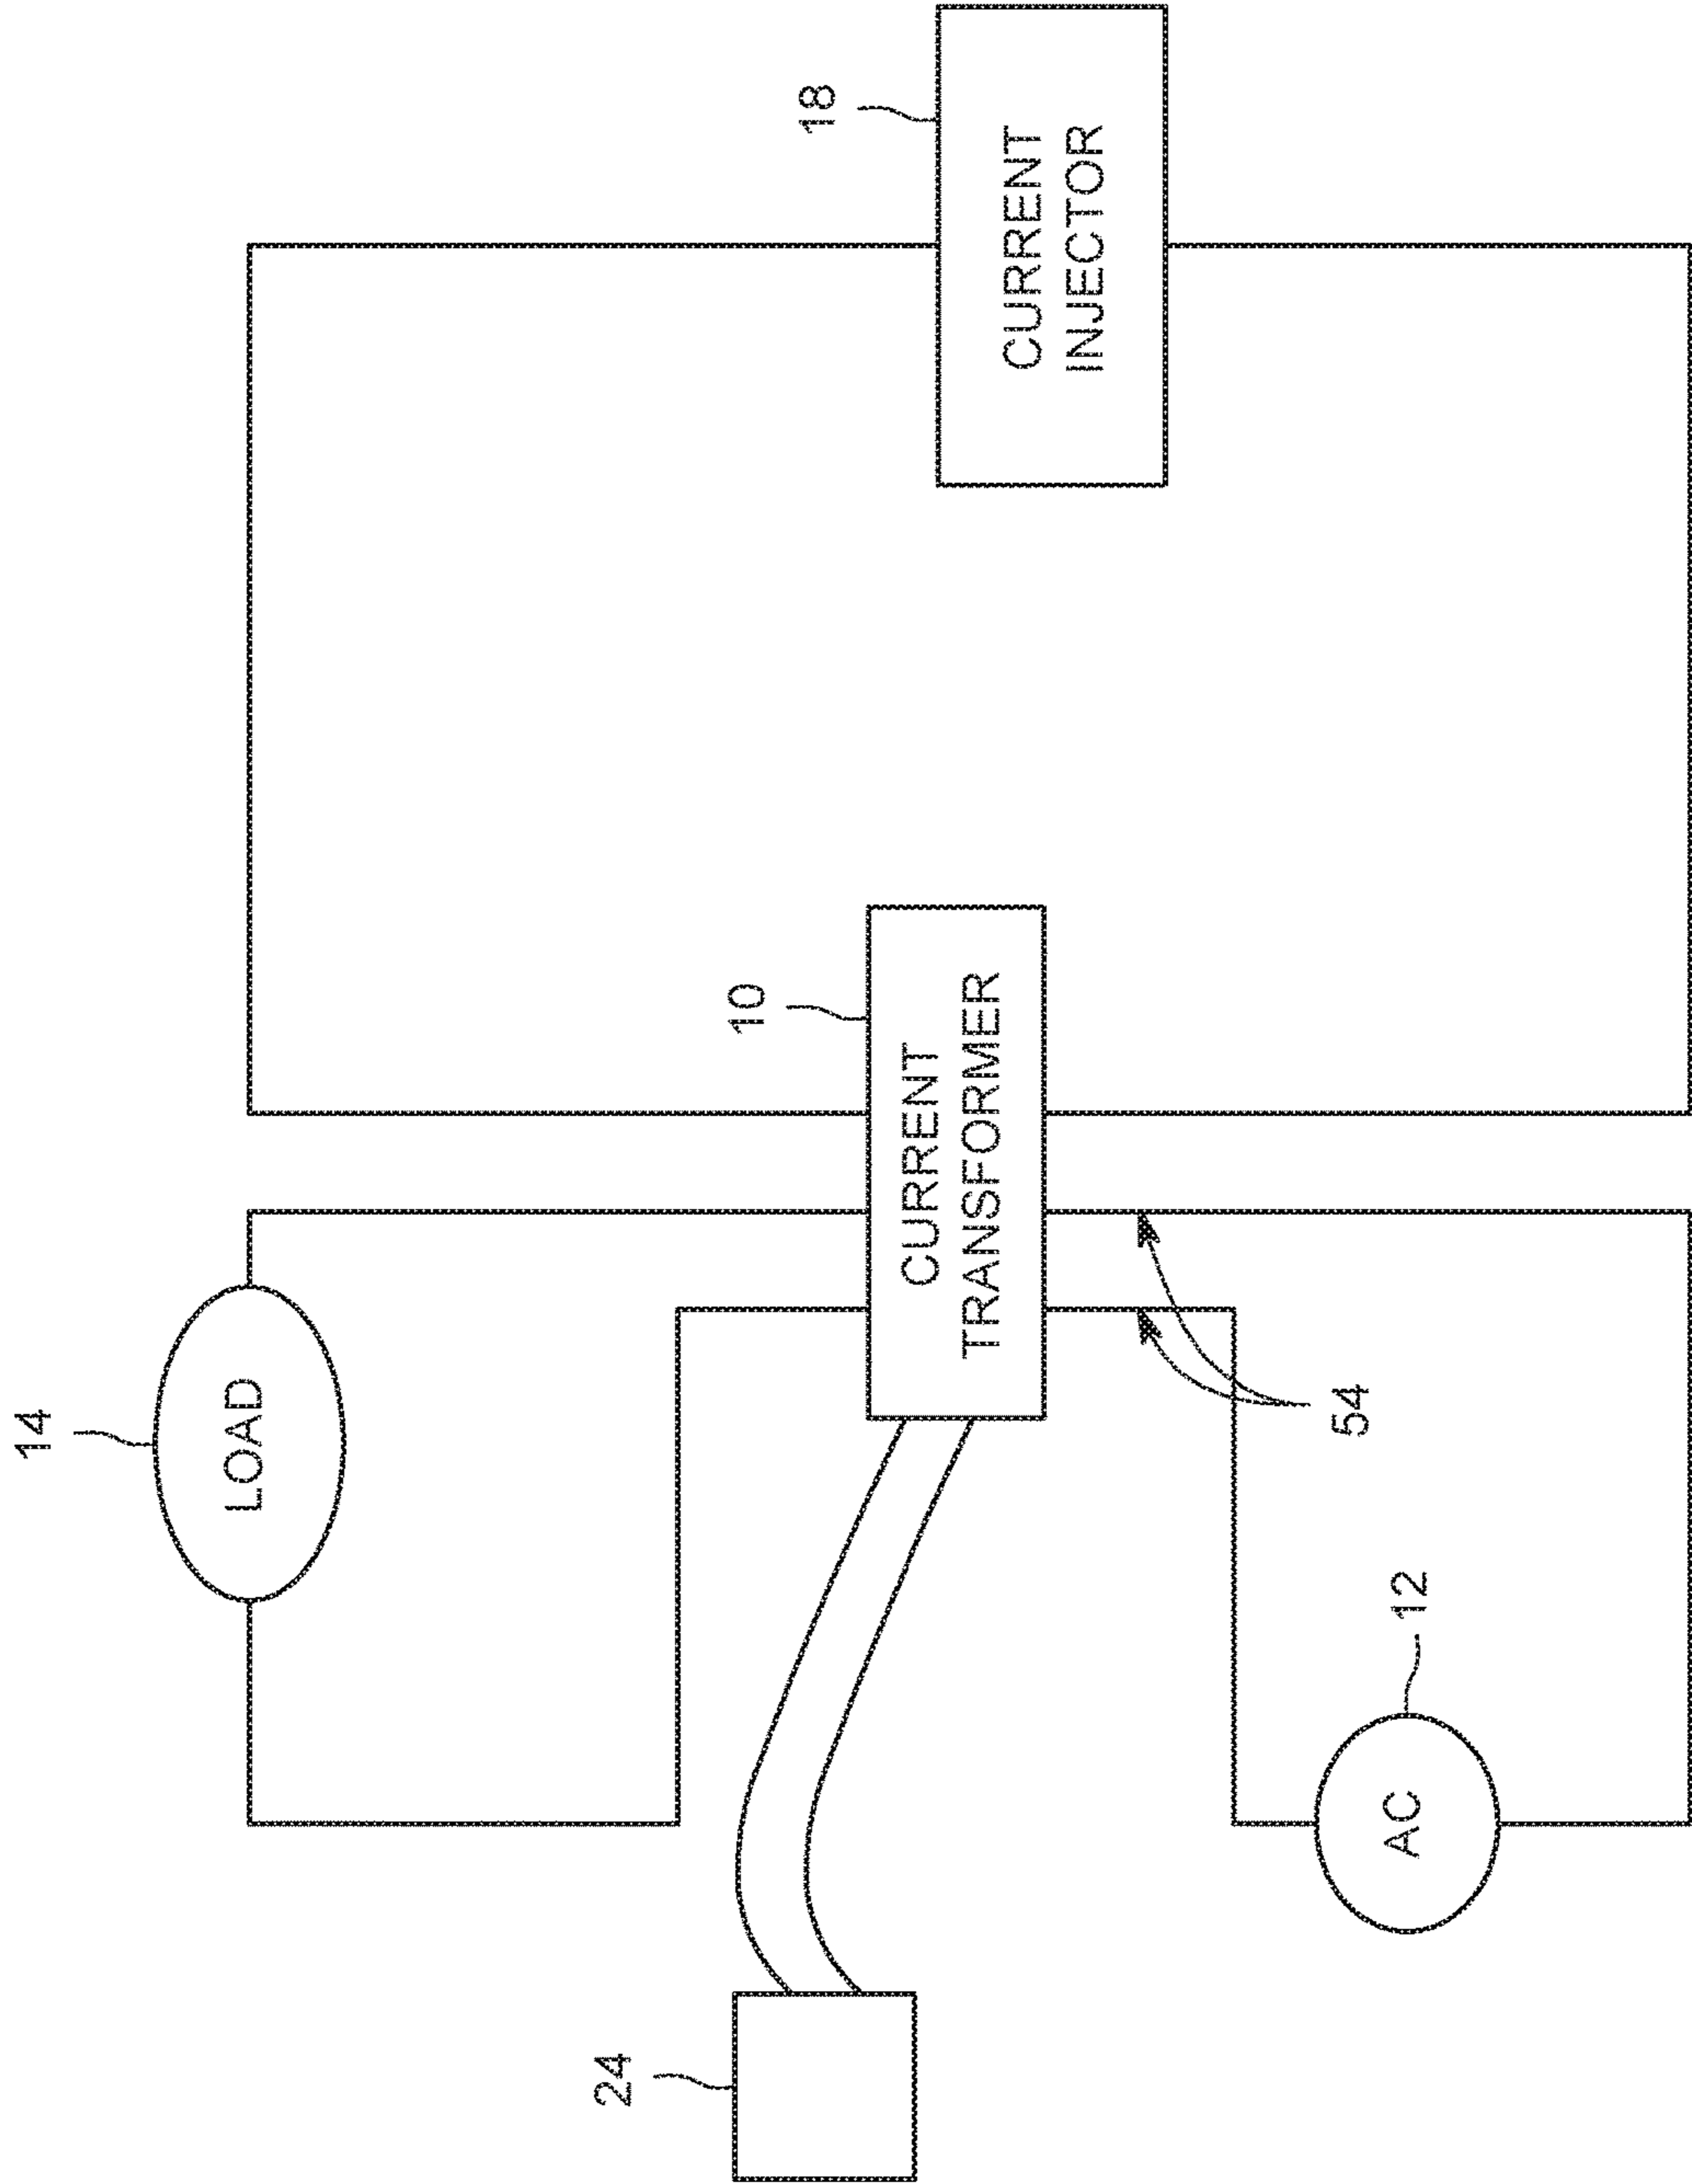 14
LOAD
10
CURRENT
TRANSFORMER
18
CURRENT
INJECTOR
24
54
12
AC